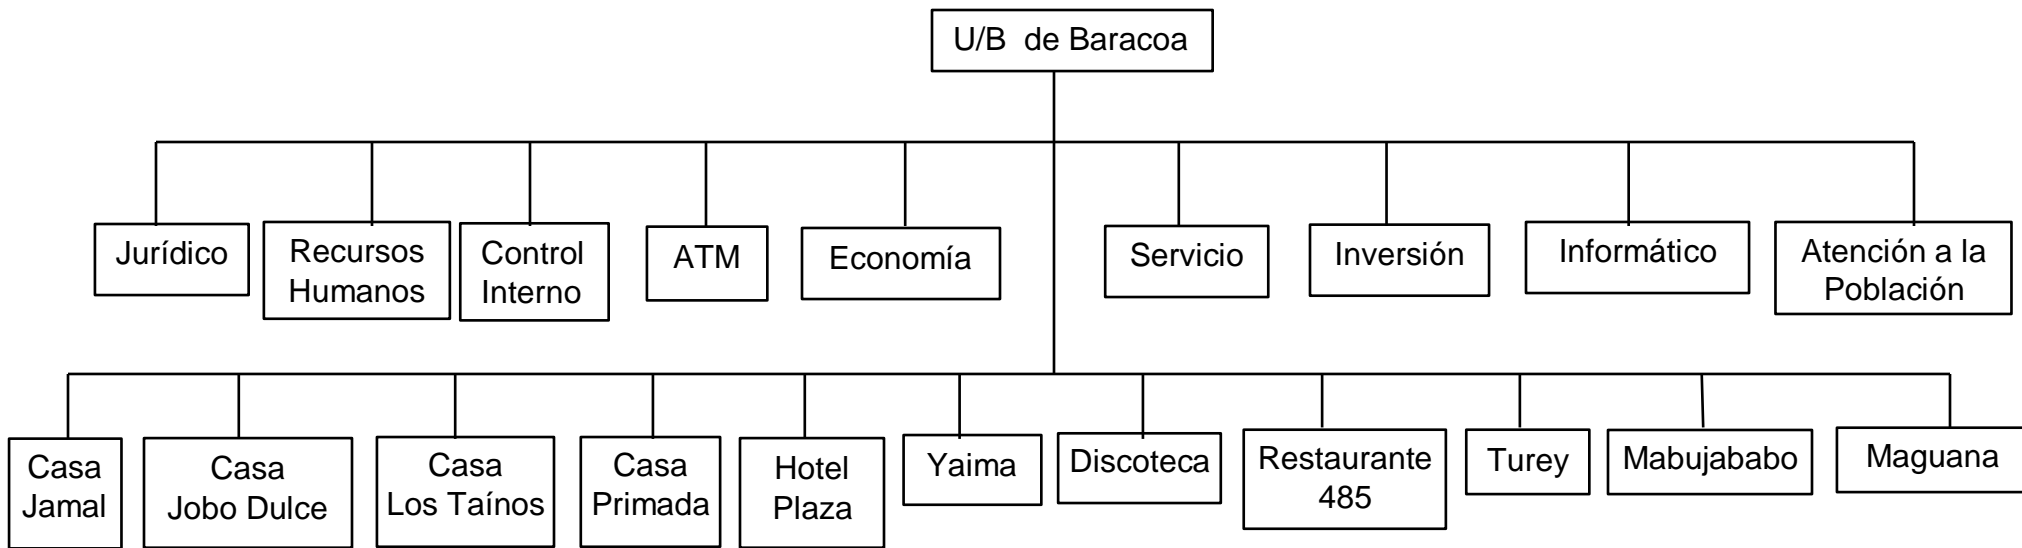 U/B de Baracoa
Jurídico
Recursos
Humanos
Control
Interno
ATM
Economía
Servicio
Inversión
Informático
Atención a la
Población
Casa
Jamal
Casa
Jobo Dulce
Casa
Los Taínos
Casa
Primada
Hotel
Plaza
Yaima
Discoteca
Restaurante
485
Turey
Mabujababo
Maguana